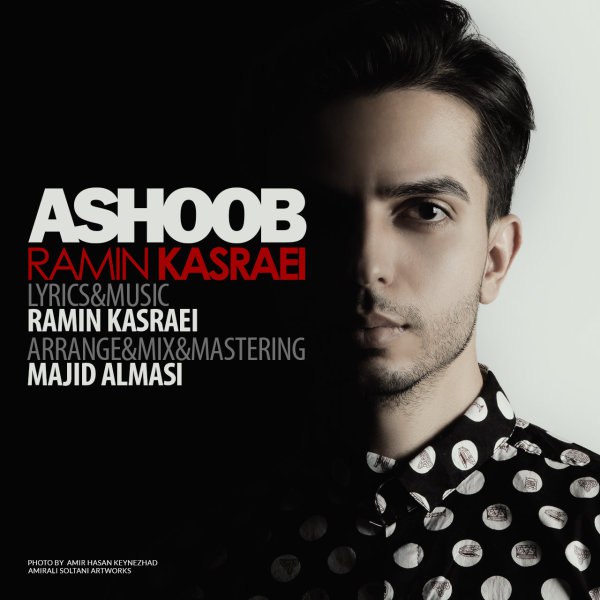 ASHOOB
RAMIN KASRAEI
LYRICS&MUSIC
RAMIN KASRAEI
ARRANGE&MIX&MASTERING
MAJID ALMASI
PHOTO BY AMIR HASAN KEYNEZHAD
AMIRALI SOLTANI ARTWORKS